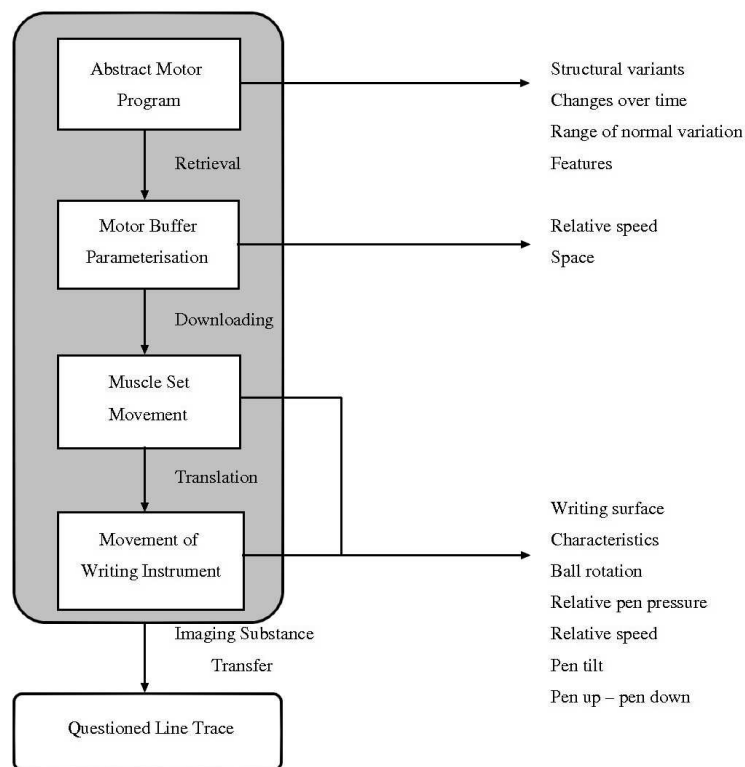 Abstract Motor
Program
Structural variants
Changes over time
Range of normal variation
Features
Retrieval
Motor Buffer
Parameterisation
Relative speed
Space
Downloading
Muscle Set
Movement
Translation
Movement of
Writing Instrument
Writing surface
Characteristics
Ball rotation
Relative pen pressure
Relative speed
Pen tilt
Pen up – pen down
Imaging Substance
Transfer
Questioned Line Trace